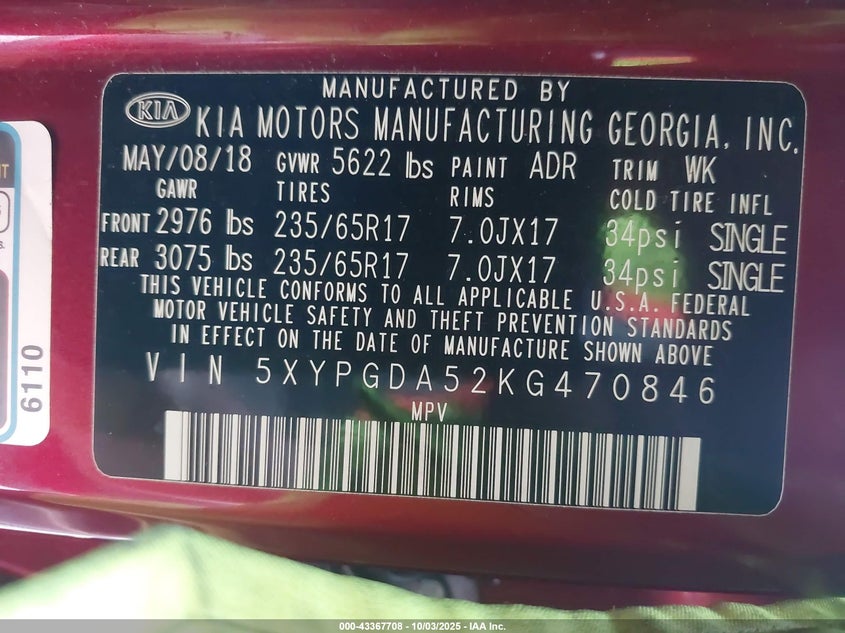 MANUFACTURED BY
KIA KIA MOTORS MANUFACTURING GEORGIA, INC.
MAY/08/18 GVWR 5622 lbs PAINT ADR TRIM WK
GAWR TIRES RIMS COLD TIRE INFL
FRONT 2976 lbs 235/65R17 7.0JX17 34psi SINGLE
REAR 3075 lbs 235/65R17 7.0JX17 34psi SINGLE
THIS VEHICLE CONFORMS TO ALL APPLICABLE U.S.A. FEDERAL
MOTOR VEHICLE SAFETY AND THEFT PREVENTION STANDARDS
IN EFFECT ON THE DATE OF MANUFACTURE SHOWN ABOVE
VIN 5XYPGDA52KG470846
MPV
6110
000-43367708 - 10/03/2025 - IAA Inc.